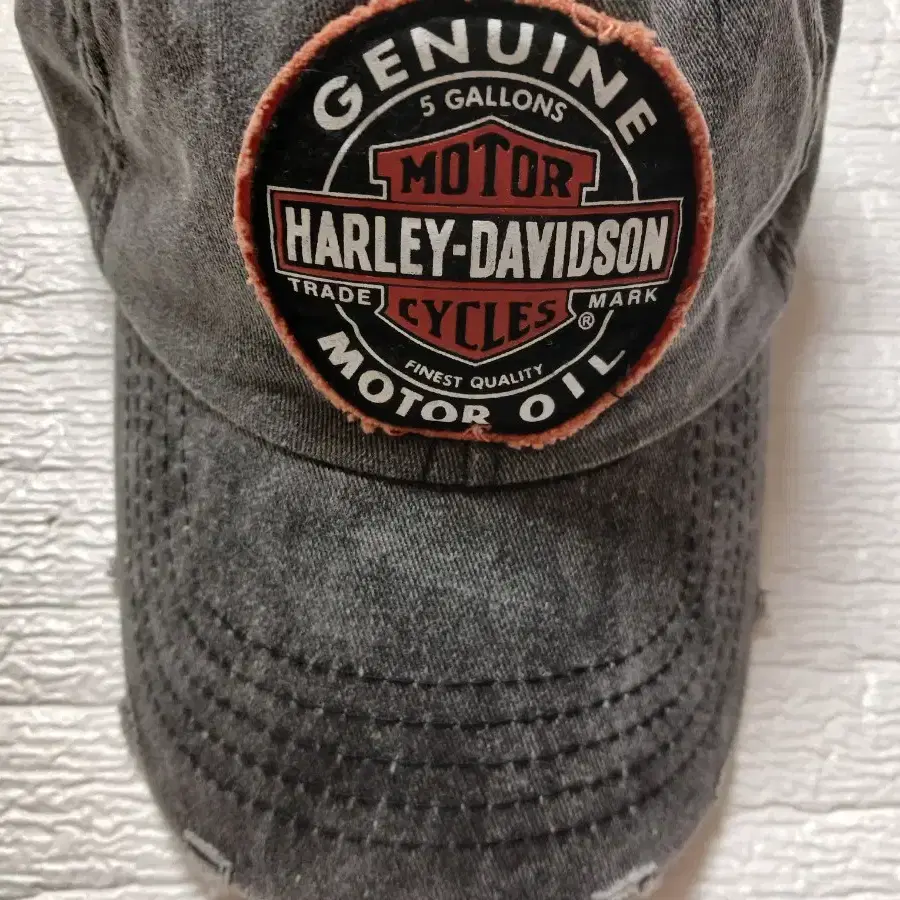 GENUINE
5 GALLONS
MOTOR
HARLEY-DAVIDSON
TRADE MARK
CYCLES
®
FINEST QUALITY
MOTOR OIL